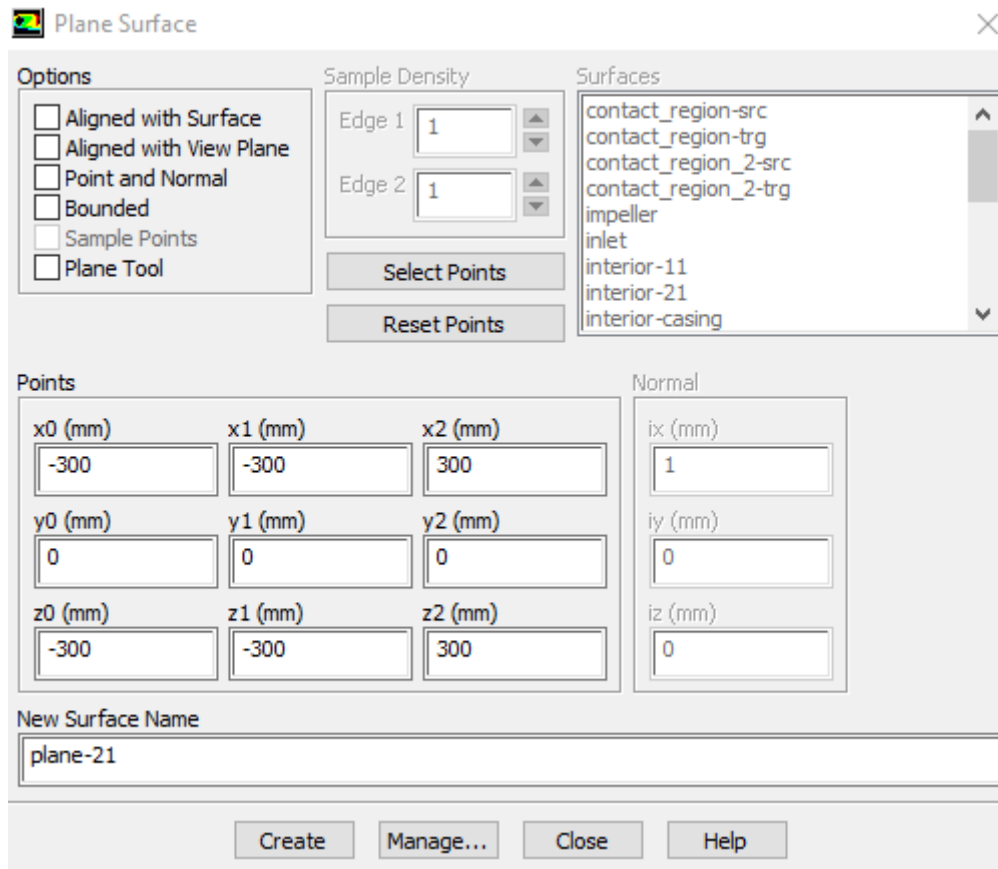 Plane Surface
Options
Aligned with Surface
Aligned with View Plane
Point and Normal
Bounded
Sample Points
Plane Tool
Sample Density
Edge 1 1
Edge 2 1
Select Points
Reset Points
Surfaces
contact_region-src
contact_region-trg
contact_region_2-src
contact_region_2-trg
impeller
inlet
interior-11
interior-21
interior-casing
Points
x0 (mm) x1 (mm) x2 (mm)
-300 -300 300
y0 (mm) y1 (mm) y2 (mm)
0 0 0
z0 (mm) z1 (mm) z2 (mm)
-300 -300 300
Normal
ix (mm)
1
iy (mm)
0
iz (mm)
0
New Surface Name
plane-21
Create Manage... Close Help